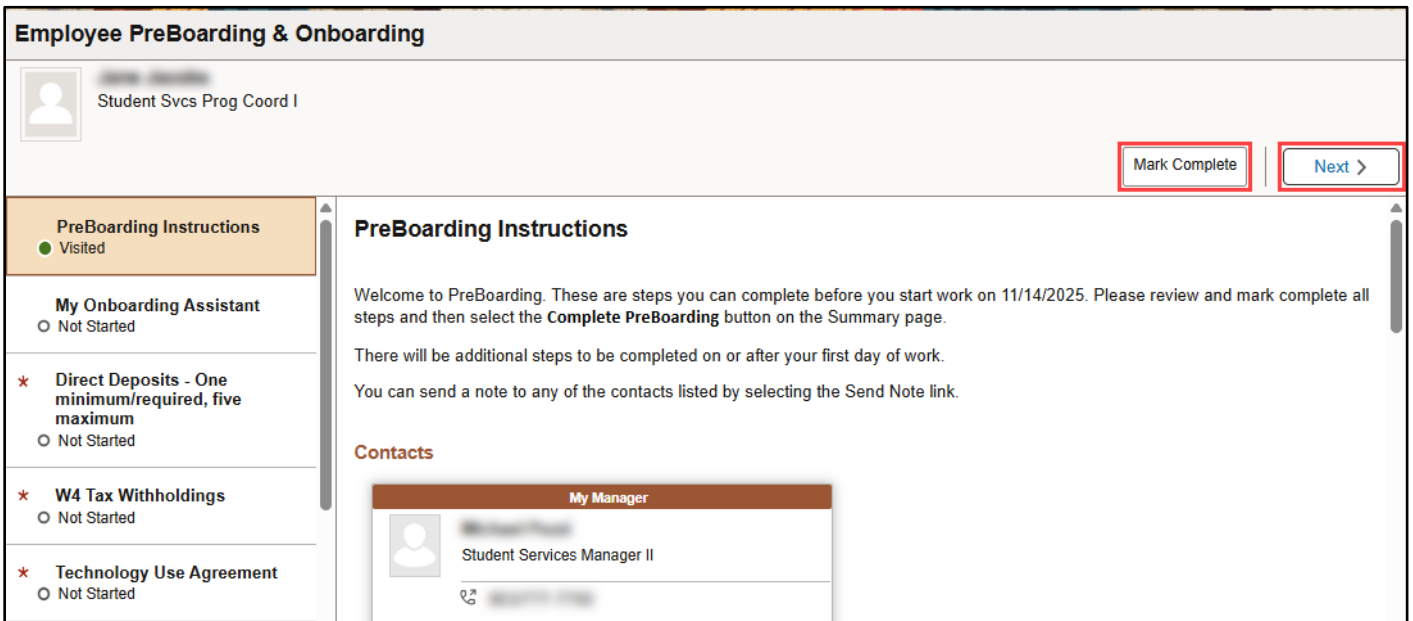 Employee PreBoarding & Onboarding
Student Svcs Prog Coord I
Mark Complete
Next
PreBoarding Instructions
Visited
My Onboarding Assistant
Not Started
* Direct Deposits - One
minimum/required, five
maximum
Not Started
* W4 Tax Withholdings
Not Started
* Technology Use Agreement
Not Started
PreBoarding Instructions
Welcome to PreBoarding. These are steps you can complete before you start work on 11/14/2025. Please review and mark complete all
steps and then select the Complete PreBoarding button on the Summary page.
There will be additional steps to be completed on or after your first day of work.
You can send a note to any of the contacts listed by selecting the Send Note link.
Contacts
My Manager
Student Services Manager II